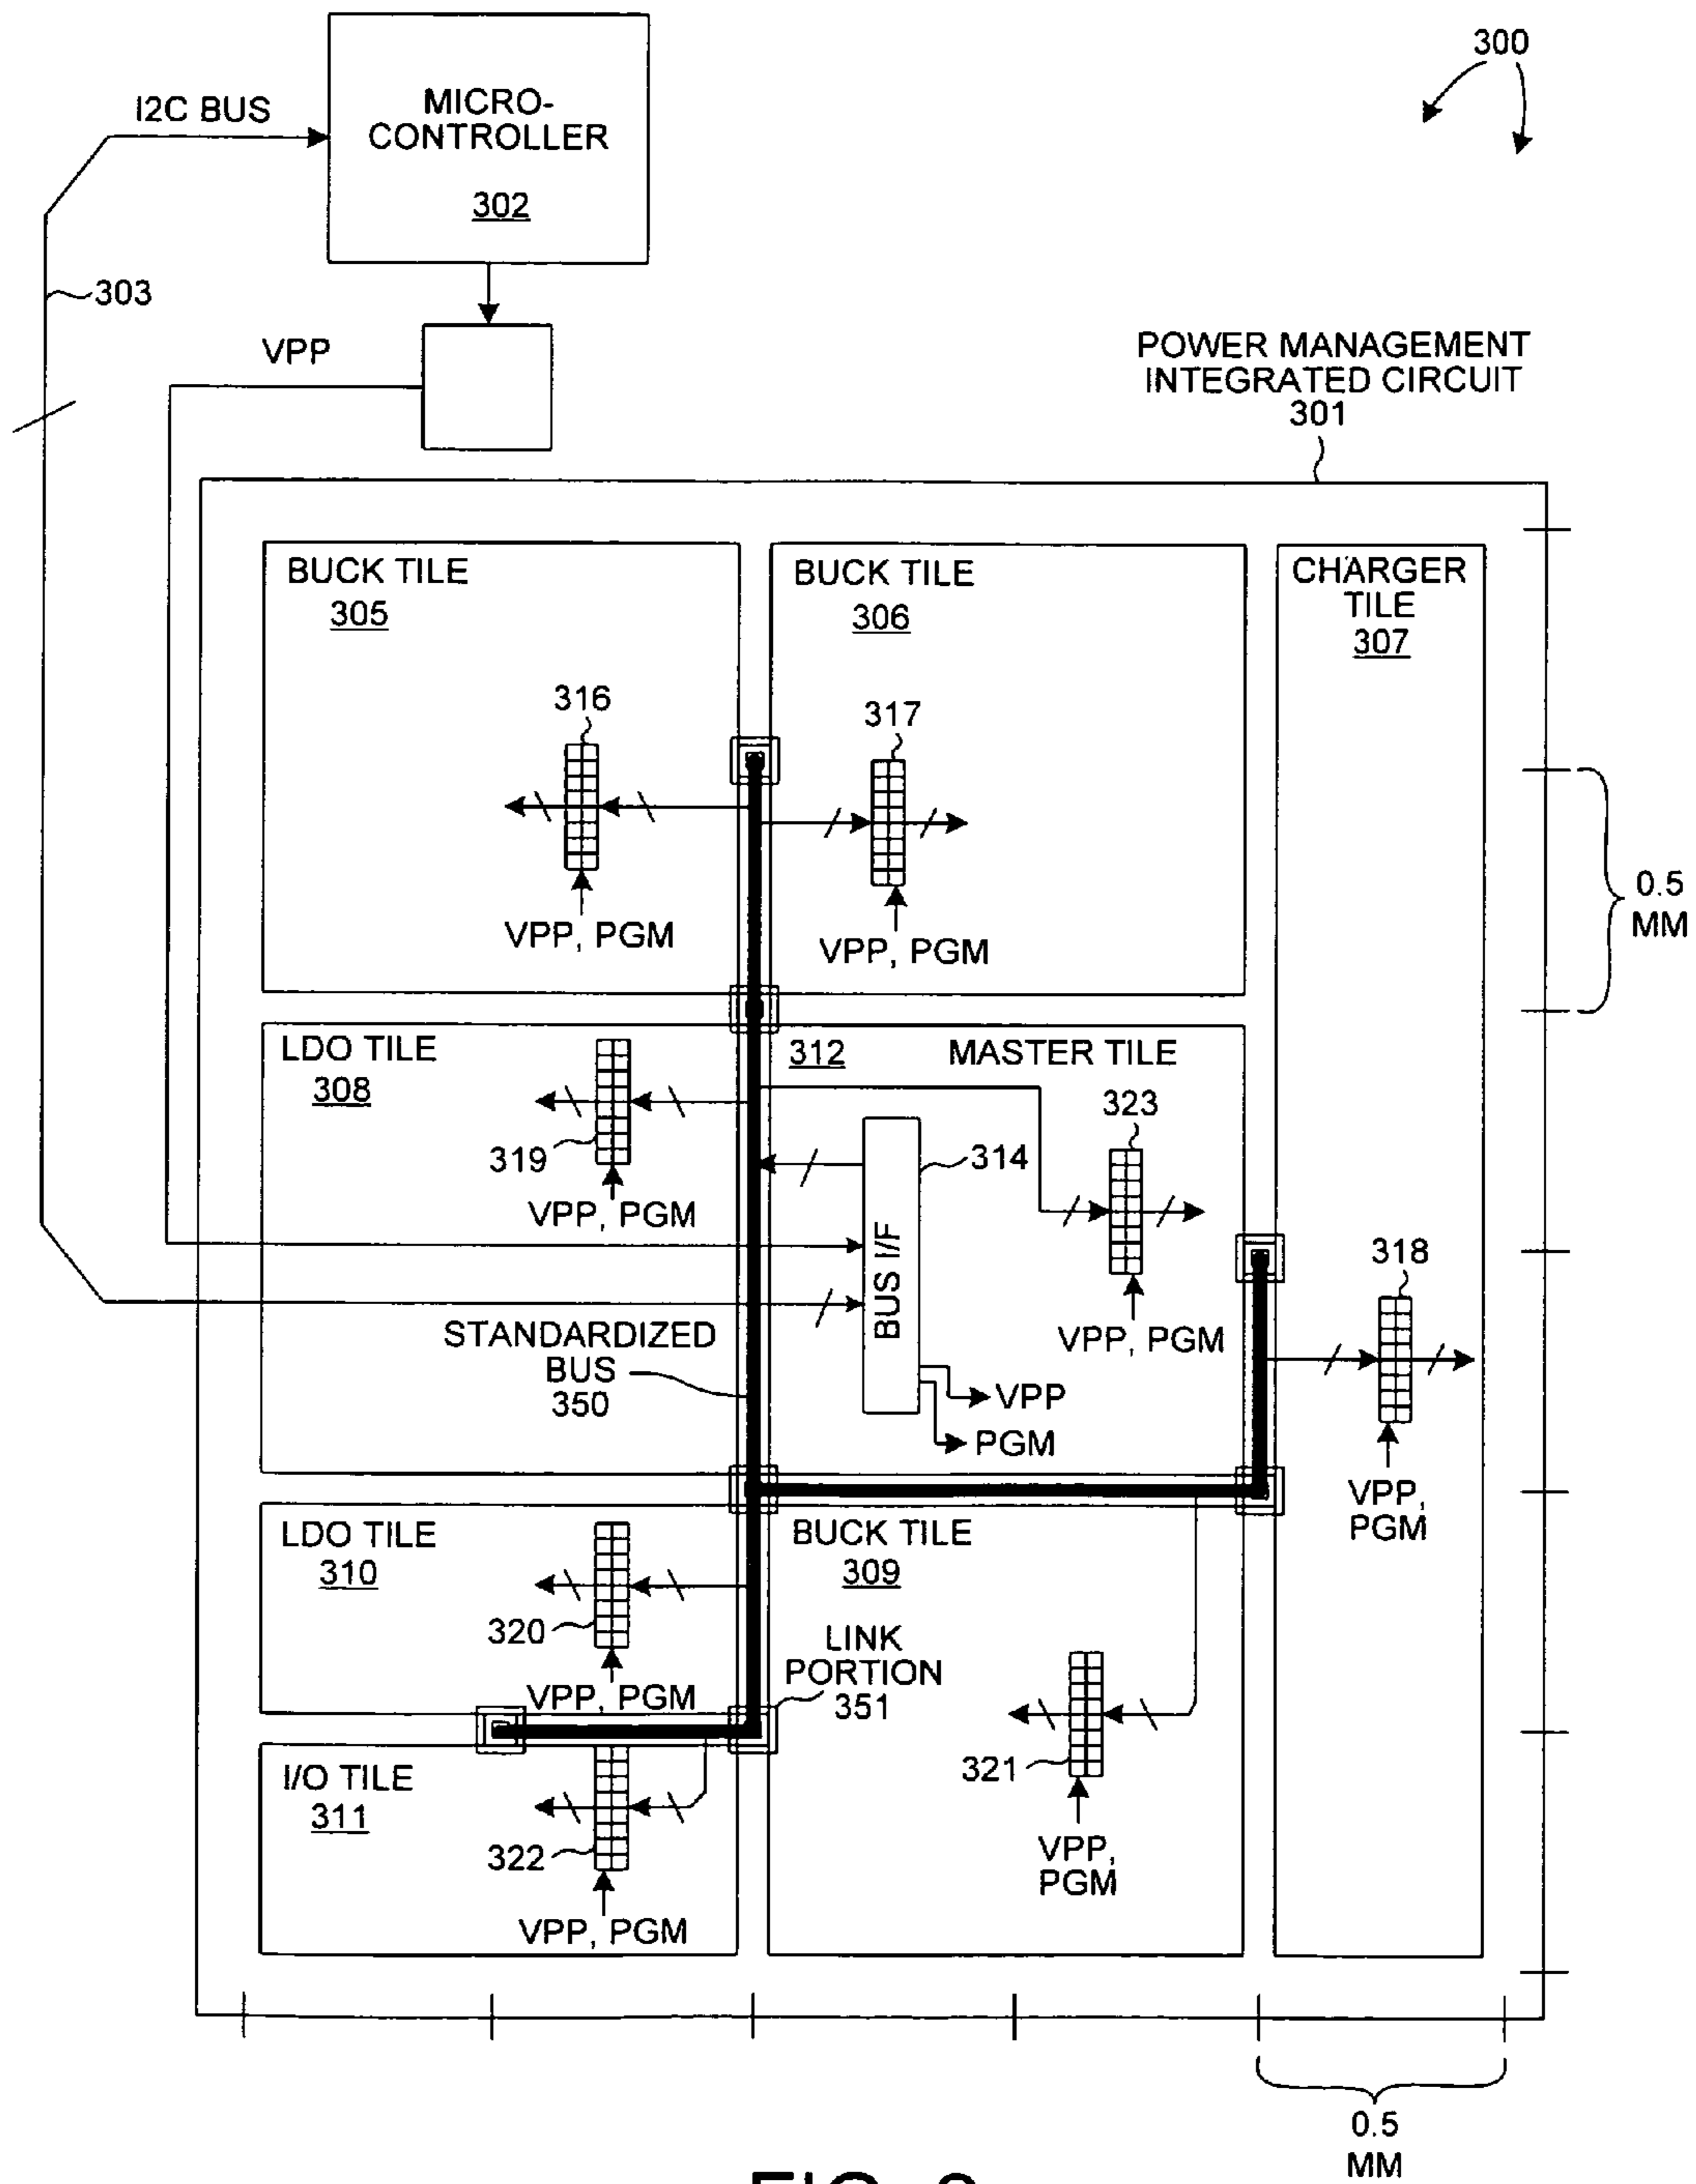 300
I2C BUS
MICRO-
CONTROLLER
302
303
VPP
POWER MANAGEMENT
INTEGRATED CIRCUIT
301
BUCK TILE
305
BUCK TILE
306
CHARGER
TILE
307
316
317
VPP, PGM
VPP, PGM
0.5
MM
LDO TILE
308
312
MASTER TILE
323
319
314
VPP, PGM
BUS I/F
318
STANDARDIZED
BUS
350
VPP, PGM
VPP
PGM
VPP,
PGM
LDO TILE
310
BUCK TILE
309
320
LINK
PORTION
351
VPP, PGM
I/O TILE
311
321
322
VPP,
PGM
VPP, PGM
0.5
MM